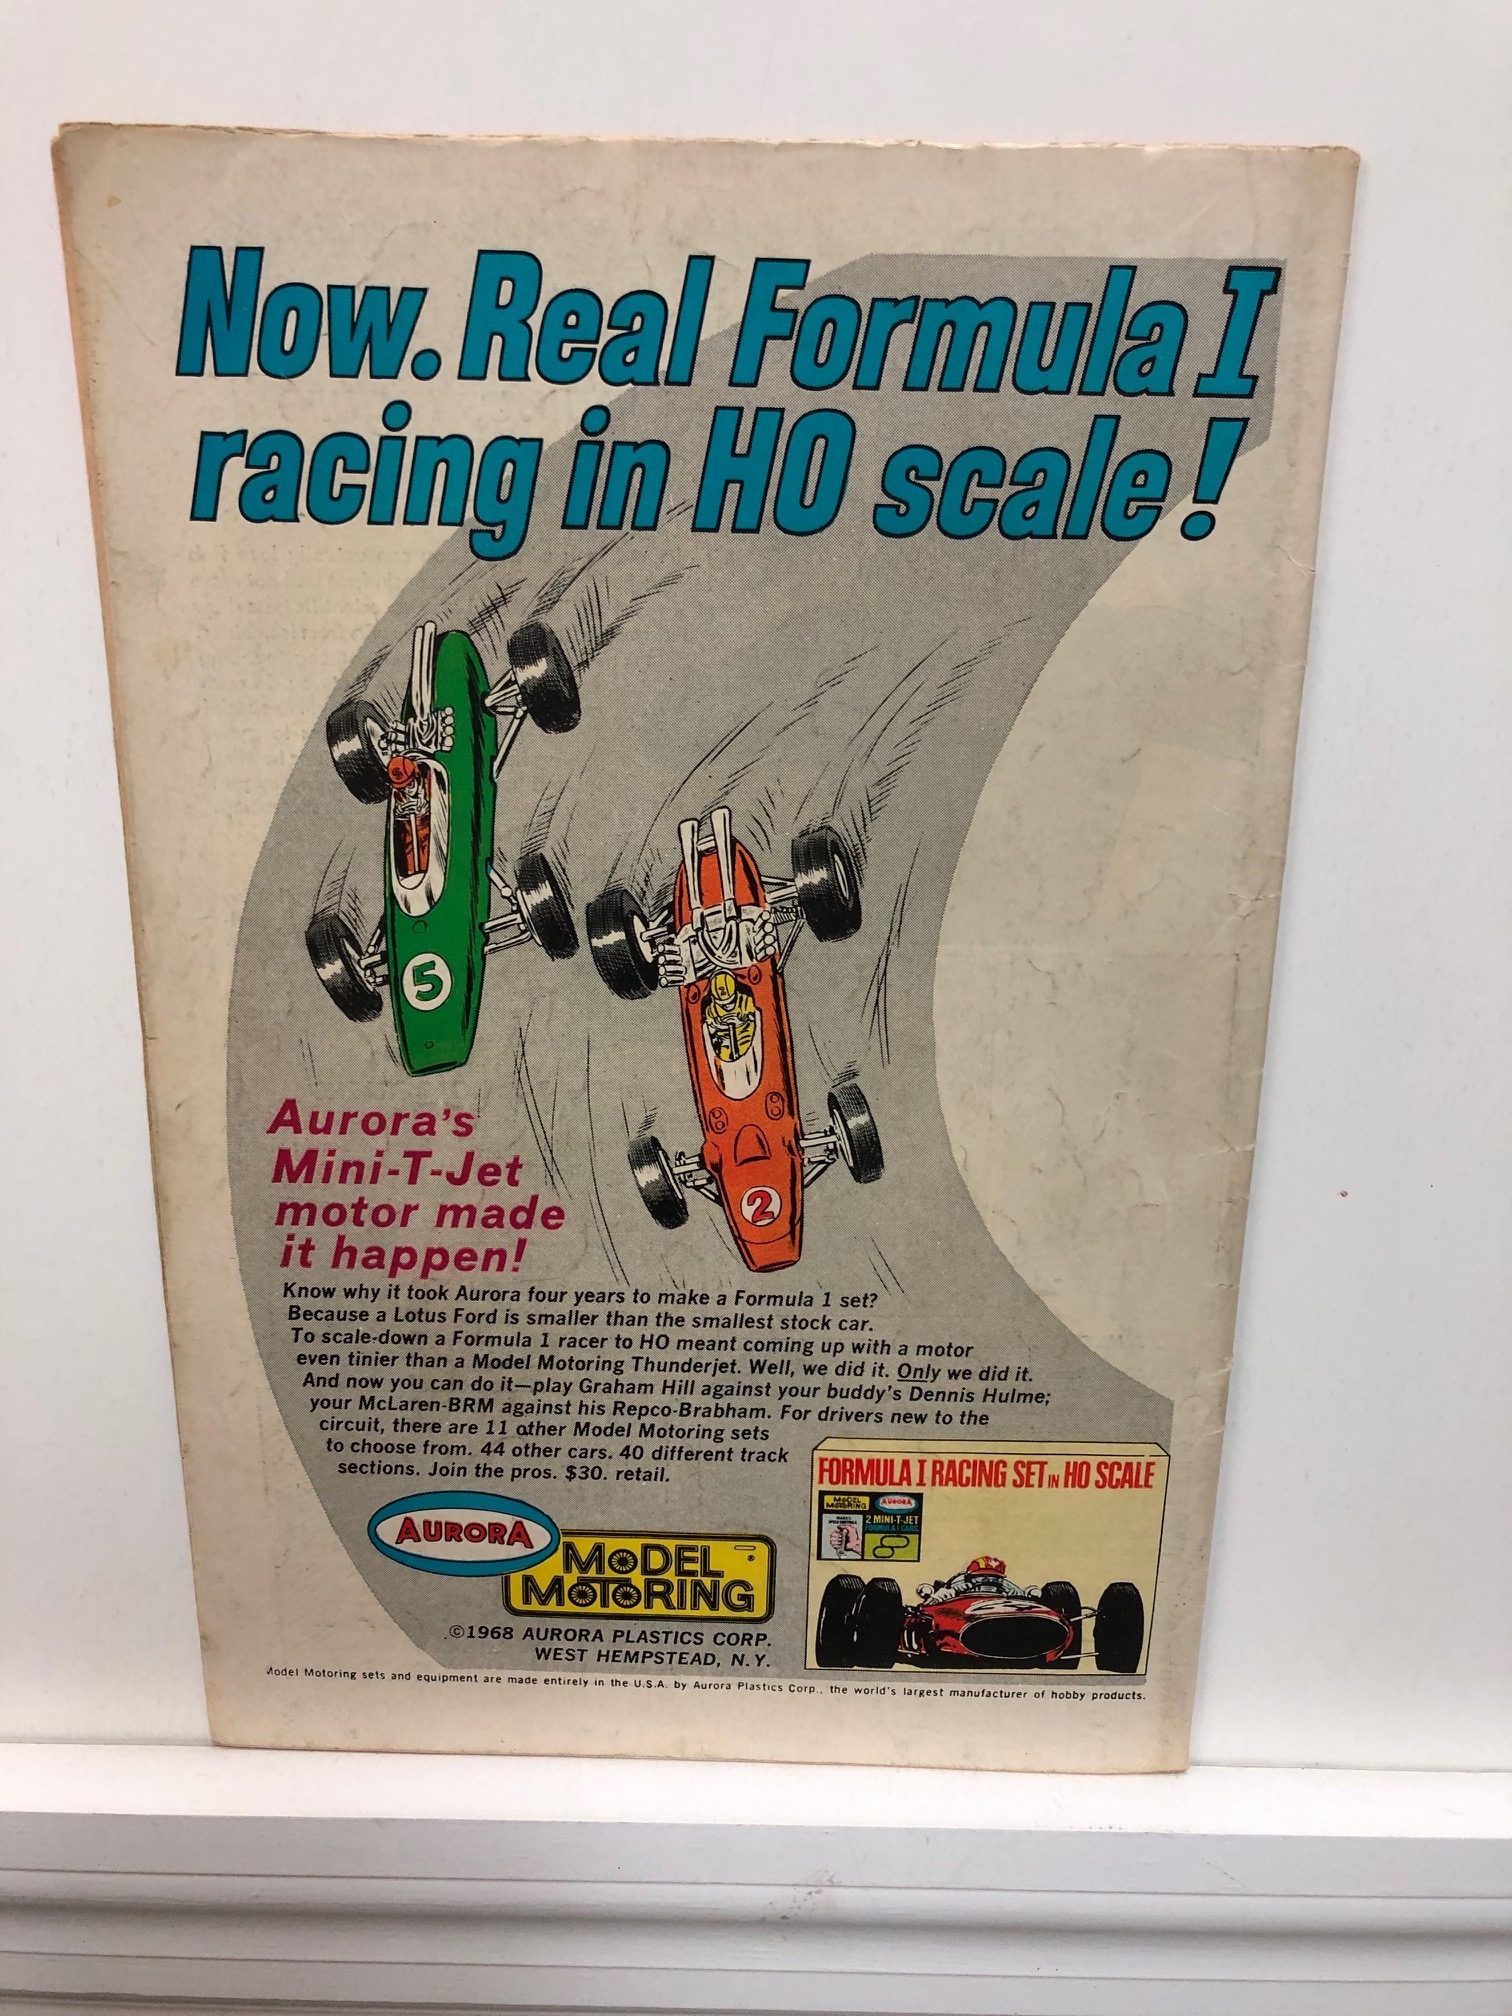 Now. Real Formula I
racing in HO scale!
5
2
Aurora's
Mini-T-Jet
motor made
it happen!
Know why it took Aurora four years to make a Formula 1 set?
Because a Lotus Ford is smaller than the smallest stock car.
To scale-down a Formula 1 racer to HO meant coming up with a motor
even tinier than a Model Motoring Thunderjet. Well, we did it. Only we did it.
And now you can do it—play Graham Hill against your buddy's Dennis Hulme;
your McLaren-BRM against his Repco-Brabham. For drivers new to the
circuit, there are 11 other Model Motoring sets
to choose from. 44 other cars. 40 different track
sections. Join the pros. $30. retail.
FORMULA I RACING SET IN HO SCALE
MODEL MOTORING
AURORA
2 MINI-T-JET
FORMULA I CARS
AURORA
MODEL
MOTORING
®
©1968 AURORA PLASTICS CORP.
WEST HEMPSTEAD, N.Y.
Model Motoring sets and equipment are made entirely in the U.S.A. by Aurora Plastics Corp., the world's largest manufacturer of hobby products.